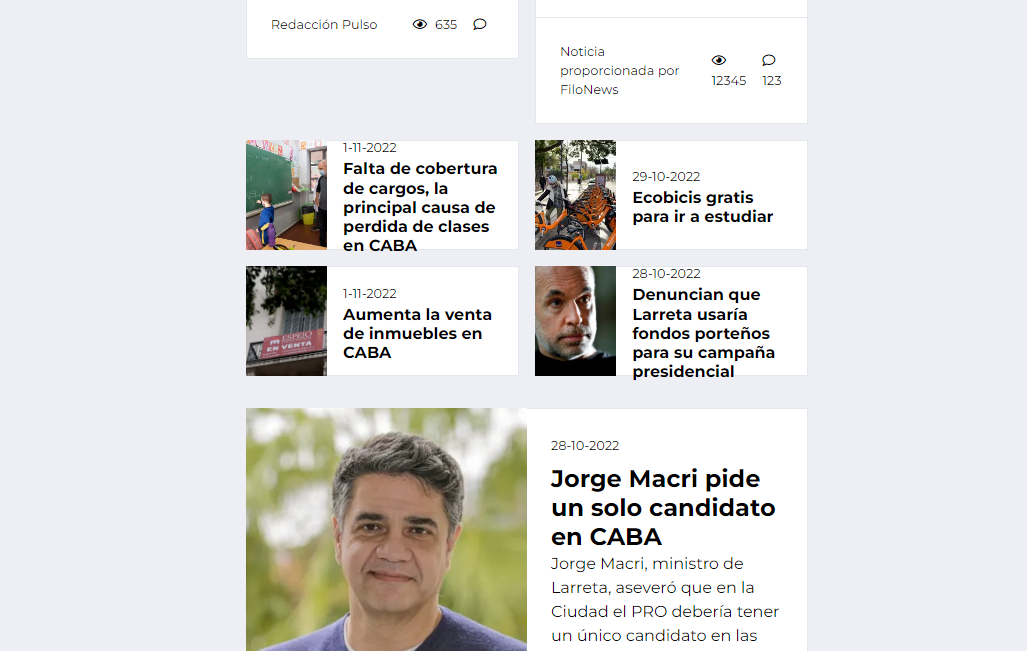 Redacción Pulso
635
Noticia
proporcionada por
FiloNews
12345
123
1-11-2022
Falta de cobertura
de cargos, la
principal causa de
perdida de clases
en CABA
29-10-2022
Ecobicis gratis
para ir a estudiar
1-11-2022
Aumenta la venta
de inmuebles en
CABA
ESPEJO
EN VENTA
28-10-2022
Denuncian que
Larreta usaría
fondos porteños
para su campaña
presidencial
28-10-2022
Jorge Macri pide
un solo candidato
en CABA
Jorge Macri, ministro de
Larreta, aseveró que en la
Ciudad el PRO debería tener
un único candidato en las